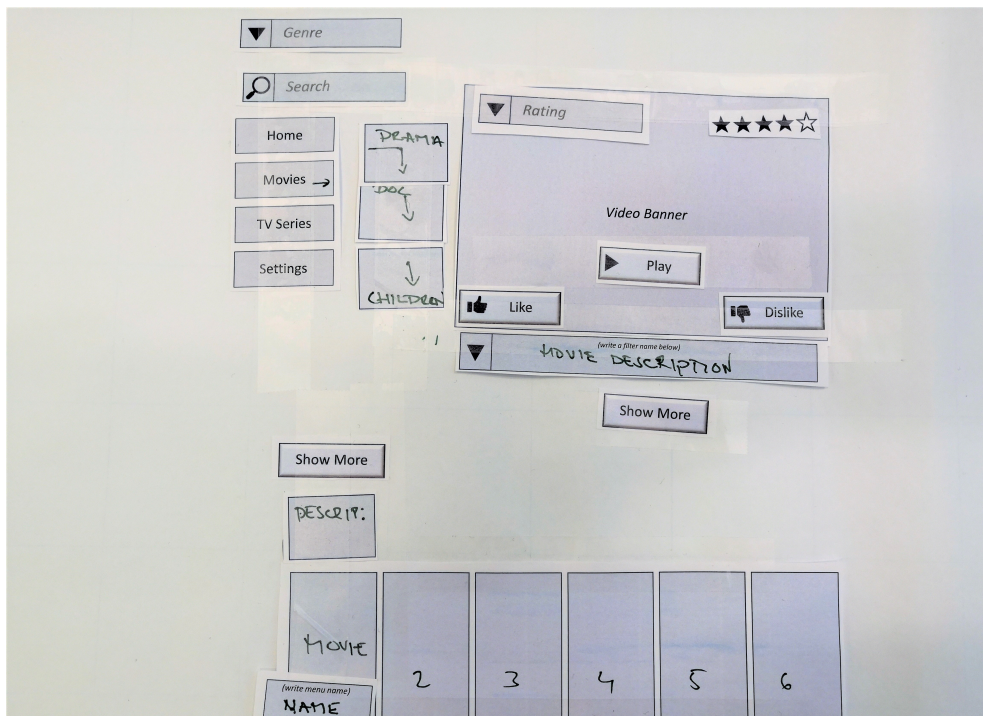 Genre
Search
Home
Movies
TV Series
Settings
DRAMA
DOC
CHILDREN
Rating
Video Banner
Play
Like
Dislike
(write a filter name below)
MOVIE DESCRIPTION
Show More
Show More
DESCRIP:
MOVIE
2
3
4
5
6
(write menu name)
NAME